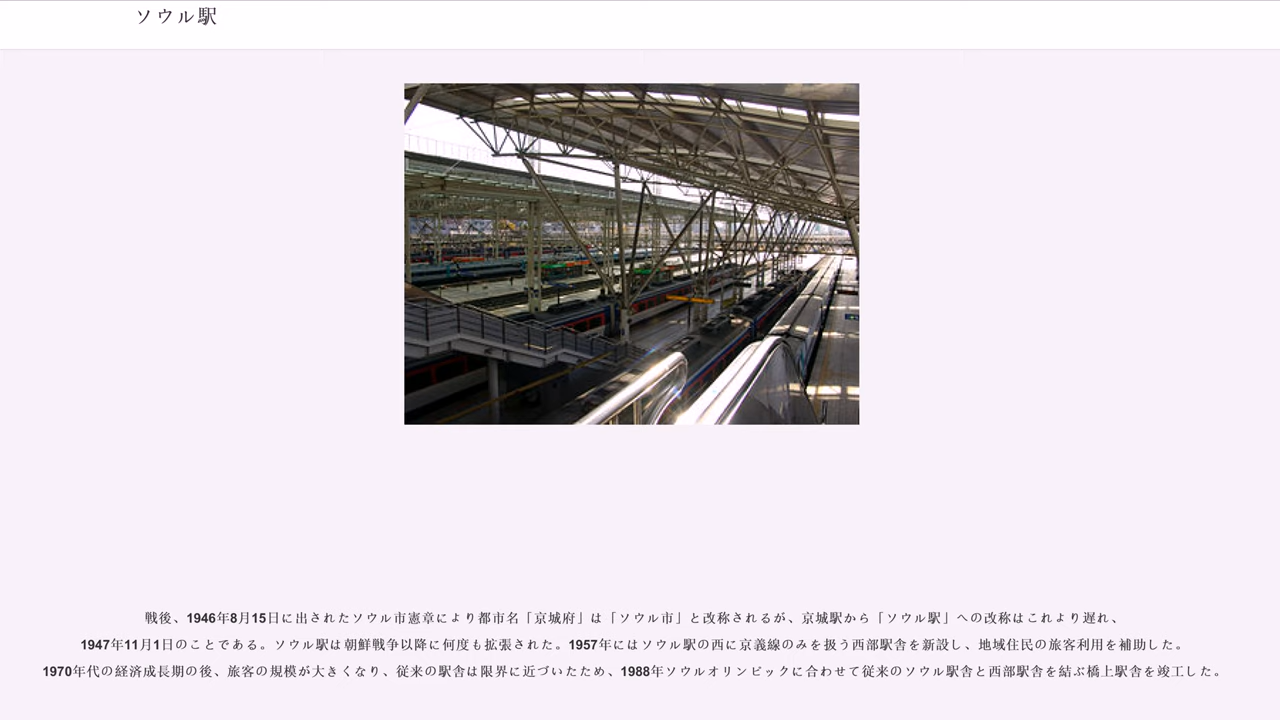 ソウル駅
戦後、1946年8月15日に出されたソウル市憲章により都市名「京城府」は「ソウル市」と改称されるが、京城駅から「ソウル駅」への改称はこれより遅れ、
1947年11月1日のことである。ソウル駅は朝鮮戦争以降に何度も拡張された。1957年にはソウル駅の西に京義線のみを扱う西部駅舎を新設し、地域住民の旅客利用を補助した。
1970年代の経済成長期の後、旅客の規模が大きくなり、従来の駅舎は限界に近づいたため、1988年ソウルオリンピックに合わせて従来のソウル駅舎と西部駅舎を結ぶ橋上駅舎を竣工した。